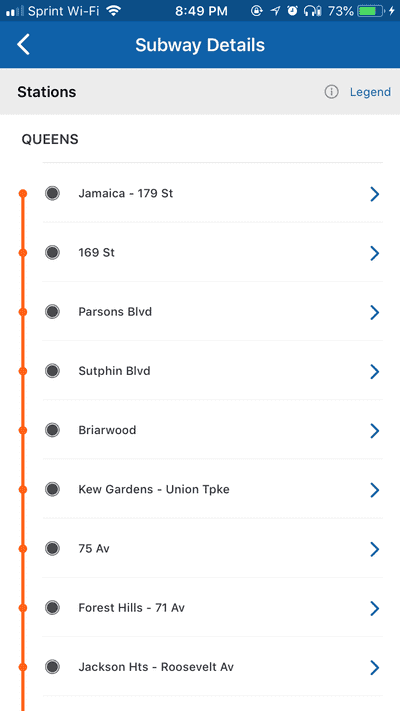 Sprint Wi-Fi 8:49 PM 73%
Subway Details
Stations Legend
QUEENS
Jamaica - 179 St
169 St
Parsons Blvd
Sutphin Blvd
Briarwood
Kew Gardens - Union Tpke
75 Av
Forest Hills - 71 Av
Jackson Hts - Roosevelt Av